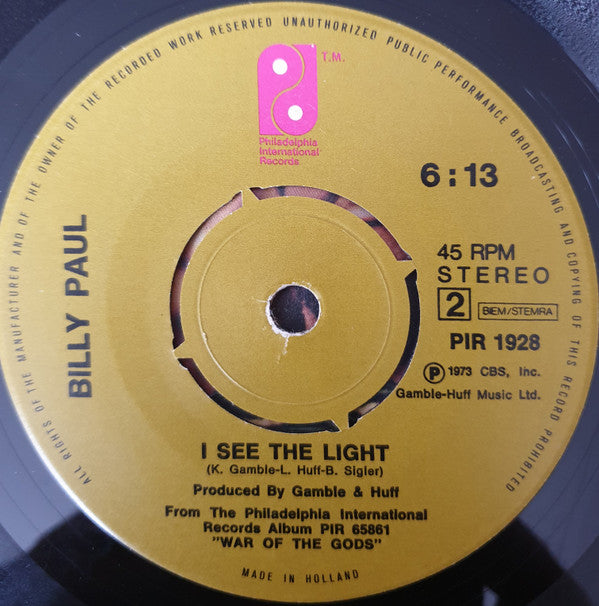 ALL RIGHTS OF THE MANUFACTURER AND OF THE OWNER OF THE RECORDED WORK RESERVED UNAUTHORIZED PUBLIC PERFORMANCE BROADCASTING AND COPYING OF THIS RECORD PROHIBITED
T.M.
Philadelphia
International
Records
6:13
BILLY PAUL
45 RPM
STEREO
2 BIEM/STEMRA
PIR 1928
℗ 1973 CBS, Inc.
Gamble-Huff Music Ltd.
I SEE THE LIGHT
(K. Gamble-L. Huff-B. Sigler)
Produced By Gamble & Huff
From The Philadelphia International
Records Album PIR 65861
"WAR OF THE GODS"
MADE IN HOLLAND